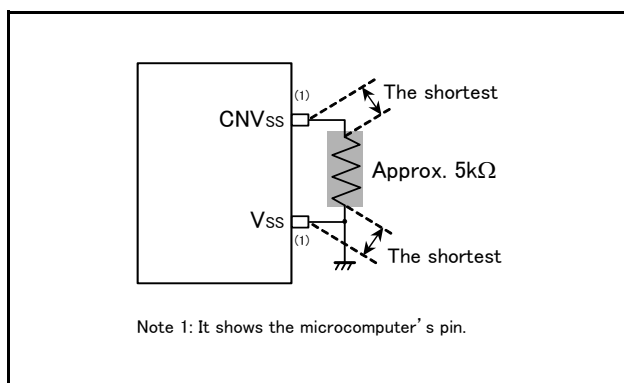 (1)
The shortest
CNVss
Approx. 5kΩ
Vss
(1)
The shortest
Note 1: It shows the microcomputer's pin.